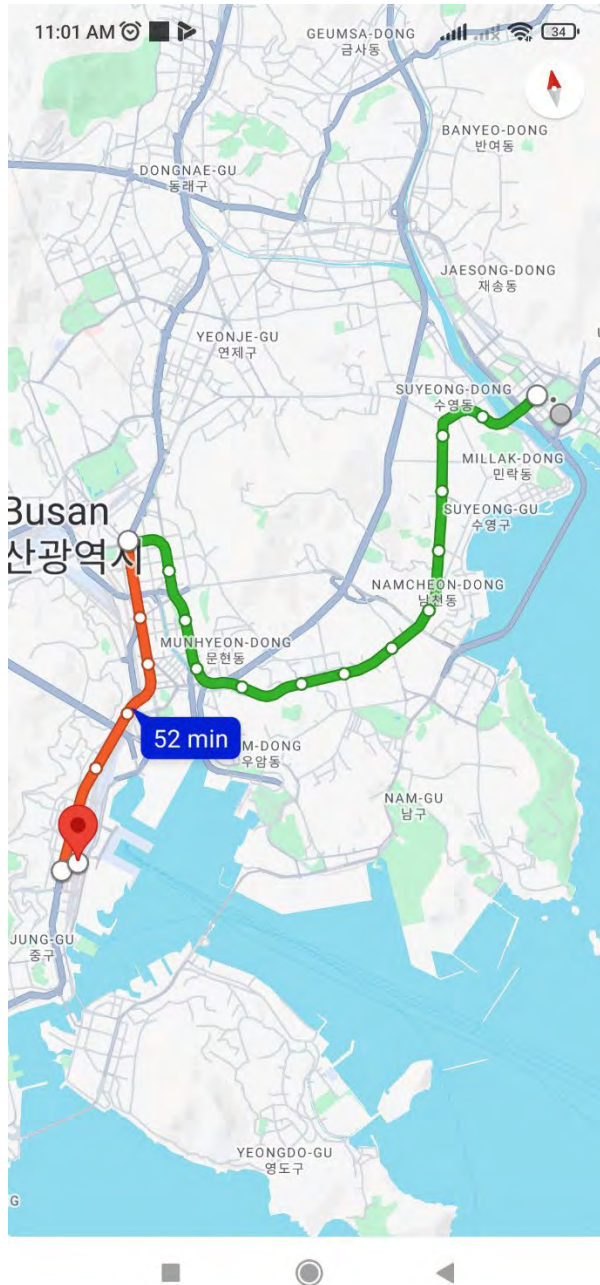 11:01 AM
34
GEUMSA-DONG
금사동
BANYEO-DONG
반여동
DONGNAE-GU
동래구
JAESONG-DONG
재송동
YEONJE-GU
연제구
SUYEONG-DONG
수영동
MILLAK-DONG
민락동
SUYEONG-GU
수영구
Busan
산광역시
NAMCHEON-DONG
남천동
MUNHYEON-DONG
문현동
52 min
M-DONG
우암동
NAM-GU
남구
JUNG-GU
중구
YEONGDO-GU
영도구
G